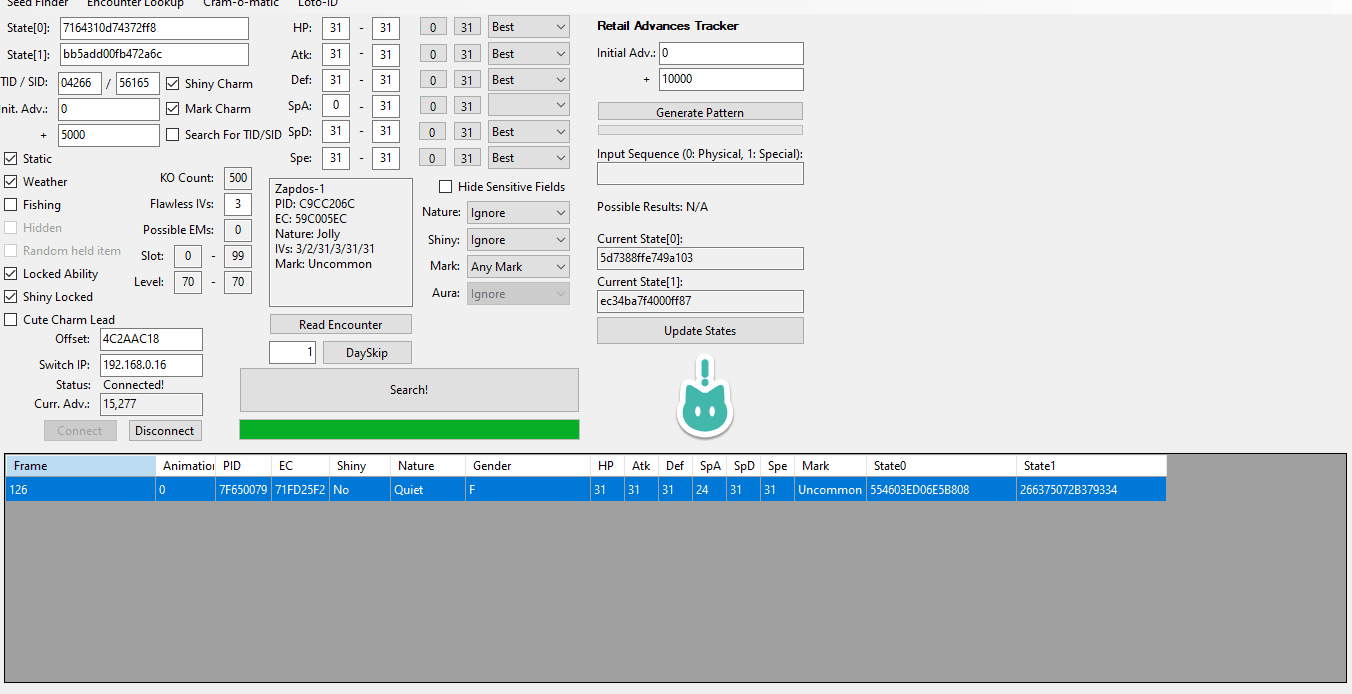 Seed Finder Encounter Lookup Cram-o-matic Loto-ID
State[0]: 7164310d74372ff8
State[1]: bb5add00fb472a6c
TID / SID: 04266 / 56165 Shiny Charm
Init. Adv.: 0 Mark Charm
+ 5000 Search For TID/SID
Static
Weather
Fishing
Hidden
Random held item
Locked Ability
Shiny Locked
Cute Charm Lead
KO Count: 500
Flawless IVs: 3
Possible EMs: 0
Slot: 0 - 99
Level: 70 - 70
Offset: 4C2AAC18
Switch IP: 192.168.0.16
Status: Connected!
Curr. Adv.: 15,277
Connect Disconnect
HP: 31 - 31 0 31 Best
Atk: 31 - 31 0 31 Best
Def: 31 - 31 0 31 Best
SpA: 0 - 31 0 31
SpD: 31 - 31 0 31 Best
Spe: 31 - 31 0 31 Best
Zapdos-1
PID: C9CC206C
EC: 59C005EC
Nature: Jolly
IVs: 3/2/31/3/31/31
Mark: Uncommon
Hide Sensitive Fields
Nature: Ignore
Shiny: Ignore
Mark: Any Mark
Aura: Ignore
Read Encounter
1 DaySkip
Search!
Retail Advances Tracker
Initial Adv.: 0
+ 10000
Generate Pattern
Input Sequence (0: Physical, 1: Special):
Possible Results: N/A
Current State[0]:
5d7388ffe749a103
Current State[1]:
ec34ba7f4000ff87
Update States
Frame Animation PID EC Shiny Nature Gender HP Atk Def SpA SpD Spe Mark State0 State1
126 0 7F650079 71FD25F2 No Quiet F 31 31 31 24 31 31 Uncommon 554603ED06E5B808 266375072B379334